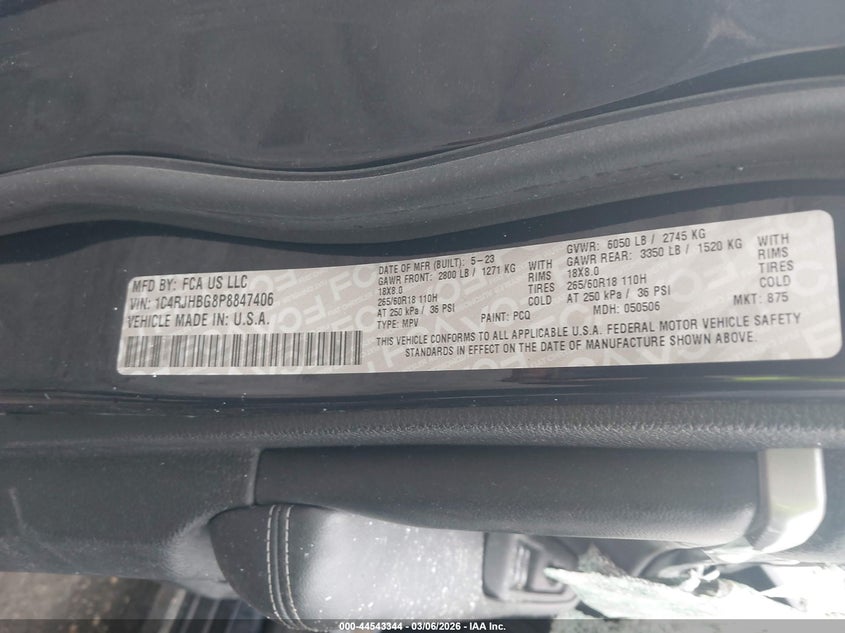 MFD BY: FCA US LLC
VIN: 1C4RJHBG8P8847406
VEHICLE MADE IN: U.S.A.
DATE OF MFR (BUILT): 5-23
GVWR: 6050 LB / 2745 KG
GAWR FRONT: 2800 LB / 1271 KG WITH
GAWR REAR: 3350 LB / 1520 KG WITH
18X8.0 RIMS
18X8.0 RIMS
265/60R18 110H TIRES
265/60R18 110H TIRES
AT 250 kPa / 36 PSI COLD
AT 250 kPa / 36 PSI COLD
TYPE: MPV PAINT: PCQ MDH: 050506 MKT: 875
THIS VEHICLE CONFORMS TO ALL APPLICABLE U.S.A. FEDERAL MOTOR VEHICLE SAFETY
STANDARDS IN EFFECT ON THE DATE OF MANUFACTURE SHOWN ABOVE.
000-44543344 / 03/06/2026 - IAA Inc.